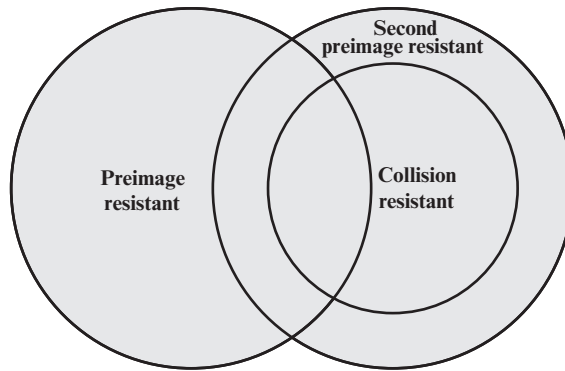 Second
preimage resistant
Preimage
resistant
Collision
resistant